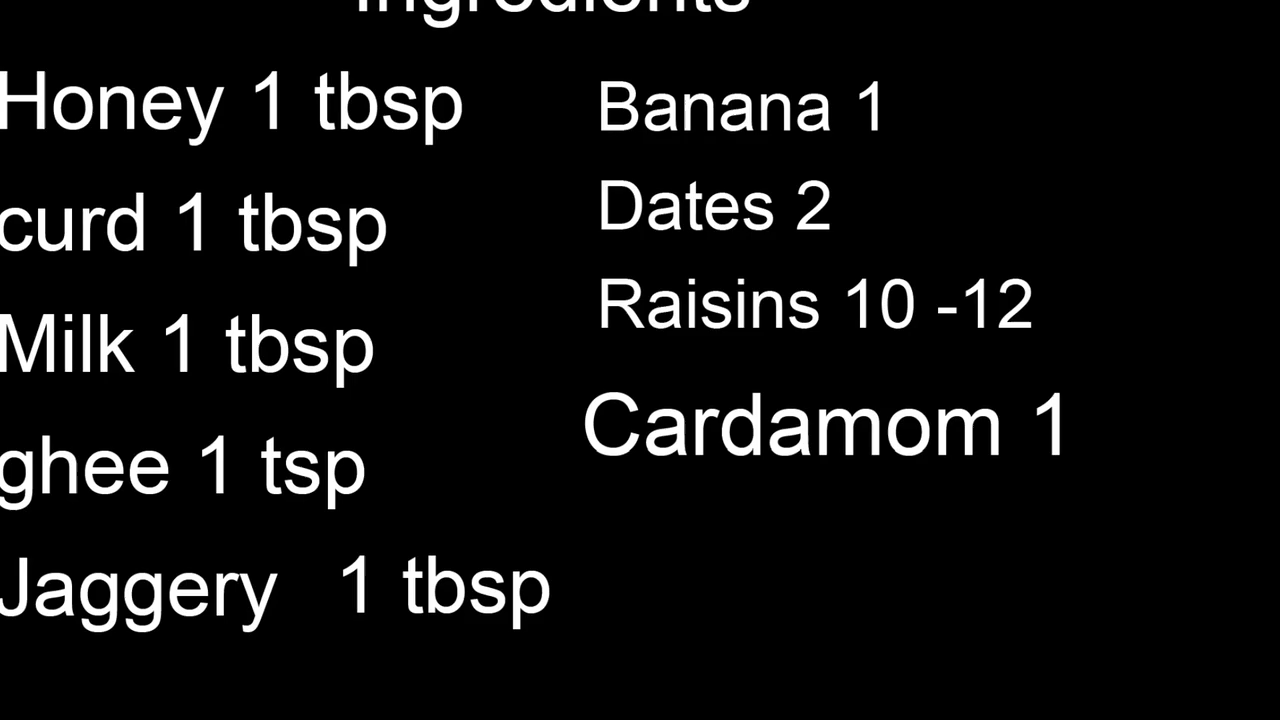 Ingredients
Honey 1 tbsp
curd 1 tbsp
Milk 1 tbsp
ghee 1 tsp
Jaggery 1 tbsp
Banana 1
Dates 2
Raisins 10 -12
Cardamom 1